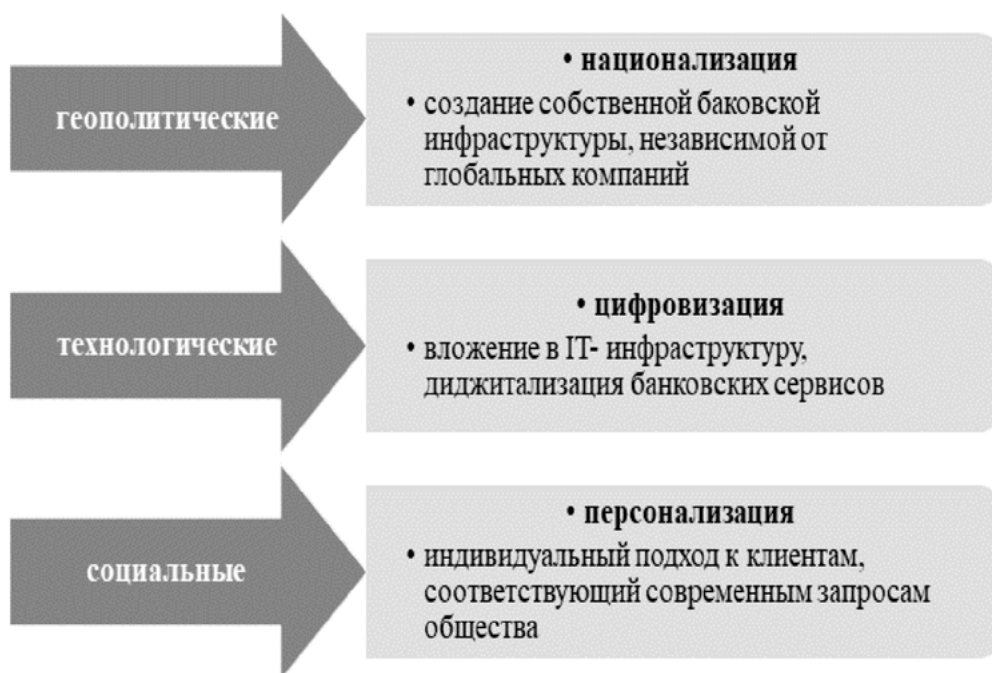 геополитические
• национализация
• создание собственной баковской
инфраструктуры, независимой от
глобальных компаний
технологические
• цифровизация
• вложение в IT- инфраструктуру,
диджитализация банковских сервисов
социальные
• персонализация
• индивидуальный подход к клиентам,
соответствующий современным запросам
общества